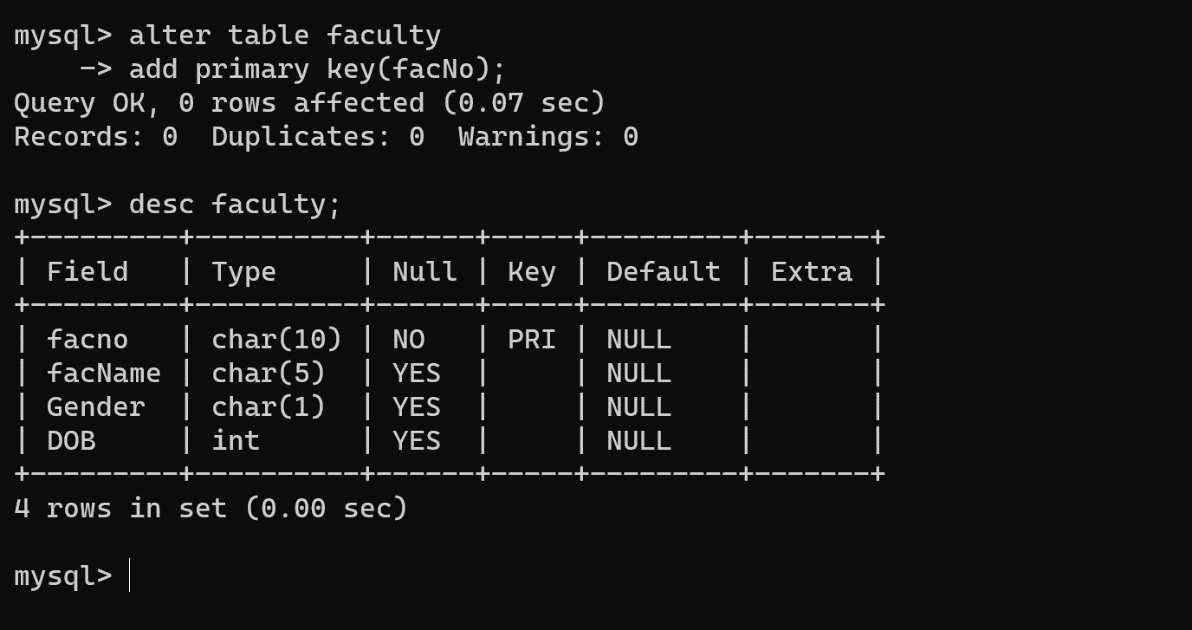 mysql> alter table faculty
    -> add primary key(facNo);
Query OK, 0 rows affected (0.07 sec)
Records: 0  Duplicates: 0  Warnings: 0
mysql> desc faculty;
+---------+----------+------+-----+---------+-------+
| Field   | Type     | Null | Key | Default | Extra |
+---------+----------+------+-----+---------+-------+
| facno   | char(10) | NO   | PRI | NULL    |       |
| facName | char(5)  | YES  |     | NULL    |       |
| Gender  | char(1)  | YES  |     | NULL    |       |
| DOB     | int      | YES  |     | NULL    |       |
+---------+----------+------+-----+---------+-------+
4 rows in set (0.00 sec)
mysql>